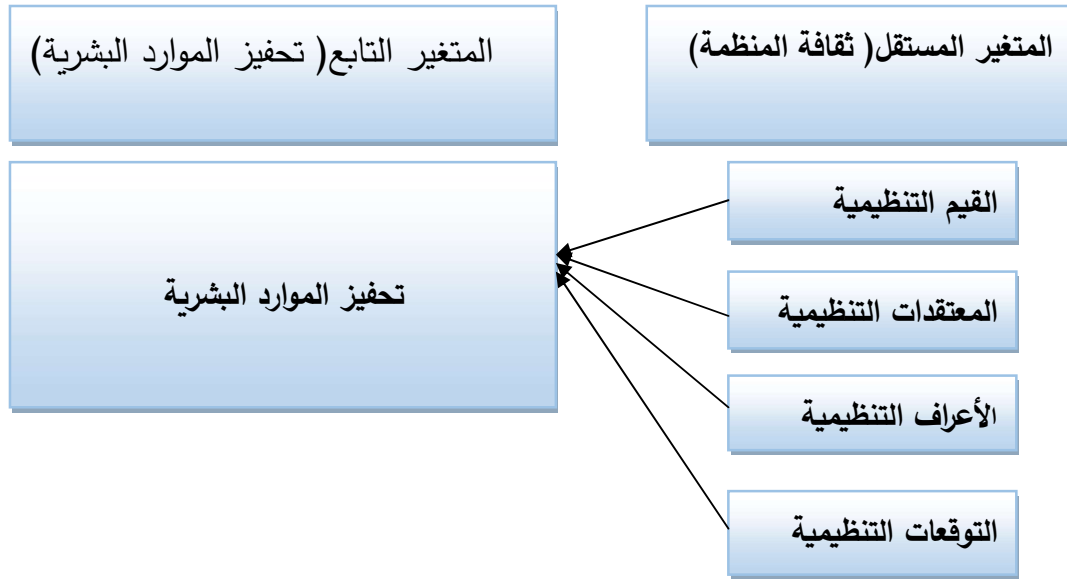 المتغير المستقل( ثقافة المنظمة)
المتغير التابع( تحفيز الموارد البشرية)
القيم التنظيمية
المعتقدات التنظيمية
الأعراف التنظيمية
التوقعات التنظيمية
تحفيز الموارد البشرية